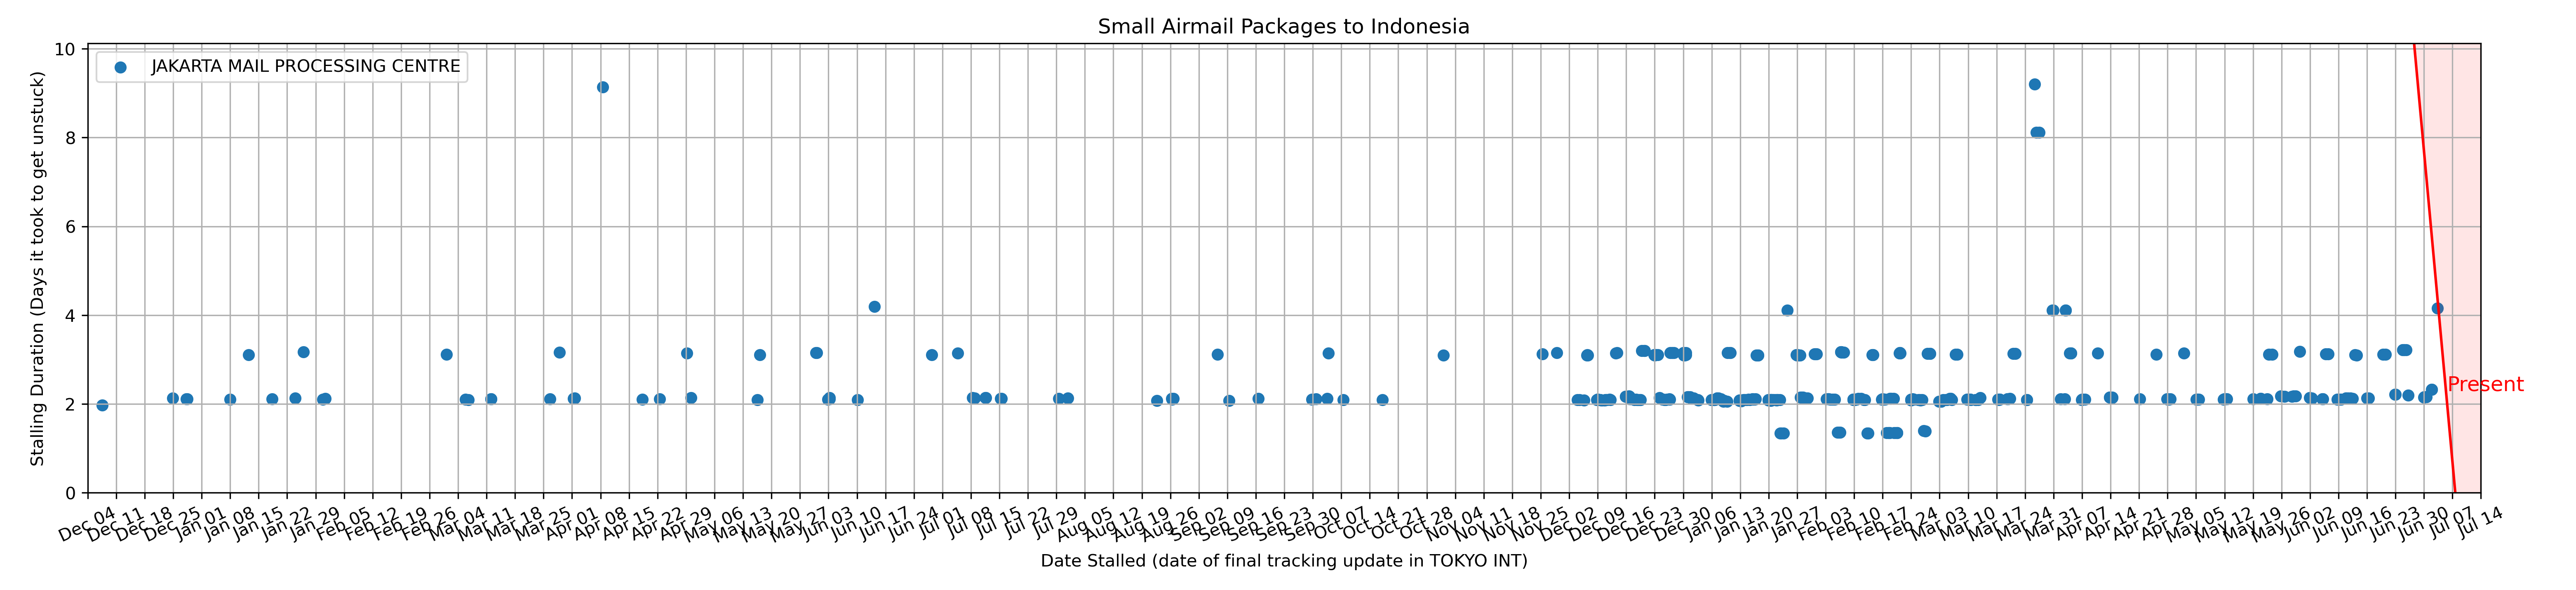 Small Airmail Packages to Indonesia
JAKARTA MAIL PROCESSING CENTRE
Stalling Duration (Days it took to get unstuck)
10
8
6
4
2
0
Present
Dec 04
Dec 11
Dec 18
Dec 25
Jan 01
Jan 08
Jan 15
Jan 22
Jan 29
Feb 05
Feb 12
Feb 19
Feb 26
Mar 04
Mar 11
Mar 18
Mar 25
Apr 01
Apr 08
Apr 15
Apr 22
Apr 29
May 06
May 13
May 20
May 27
Jun 03
Jun 10
Jun 17
Jun 24
Jul 01
Jul 08
Jul 15
Jul 22
Jul 29
Aug 05
Aug 12
Aug 19
Aug 26
Sep 02
Sep 09
Sep 16
Sep 23
Sep 30
Oct 07
Oct 14
Oct 21
Oct 28
Nov 04
Nov 11
Nov 18
Nov 25
Dec 02
Dec 09
Dec 16
Dec 23
Dec 30
Jan 06
Jan 13
Jan 20
Jan 27
Feb 03
Feb 10
Feb 17
Feb 24
Mar 03
Mar 10
Mar 17
Mar 24
Mar 31
Apr 07
Apr 14
Apr 21
Apr 28
May 05
May 12
May 19
May 26
Jun 02
Jun 09
Jun 16
Jun 23
Jun 30
Jul 07
Jul 14
Date Stalled (date of final tracking update in TOKYO INT)